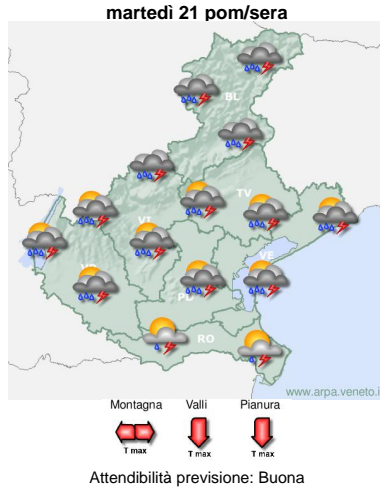 martedì 21 pom/sera
BL
TV
VI
VE
VR
PD
RO
www.arpa.veneto.i
Montagna Valli Pianura
T max T max T max
Attendibilità previsione: Buona